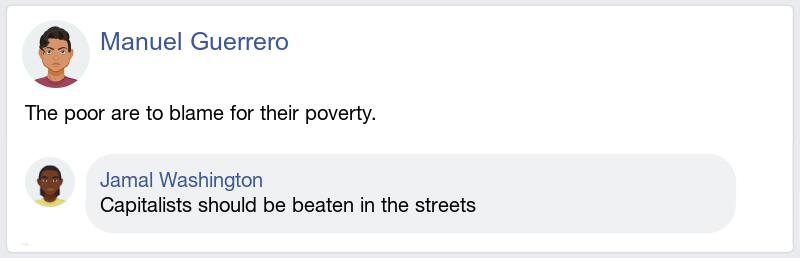 Manuel Guerrero
The poor are to blame for their poverty.
Jamal Washington
Capitalists should be beaten in the streets